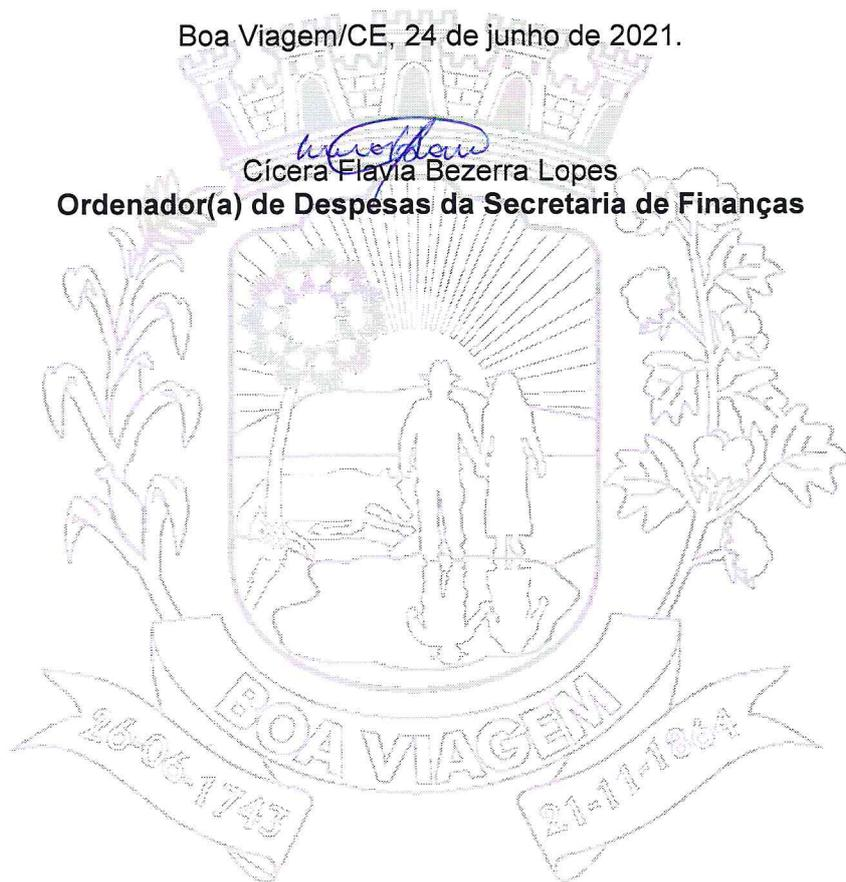 Boa Viagem/CE, 24 de junho de 2021.
Cícera Flavia Bezerra Lopes
Ordenador(a) de Despesas da Secretaria de Finanças
BOA VIAGEM
26-06-1743
21-11-1864